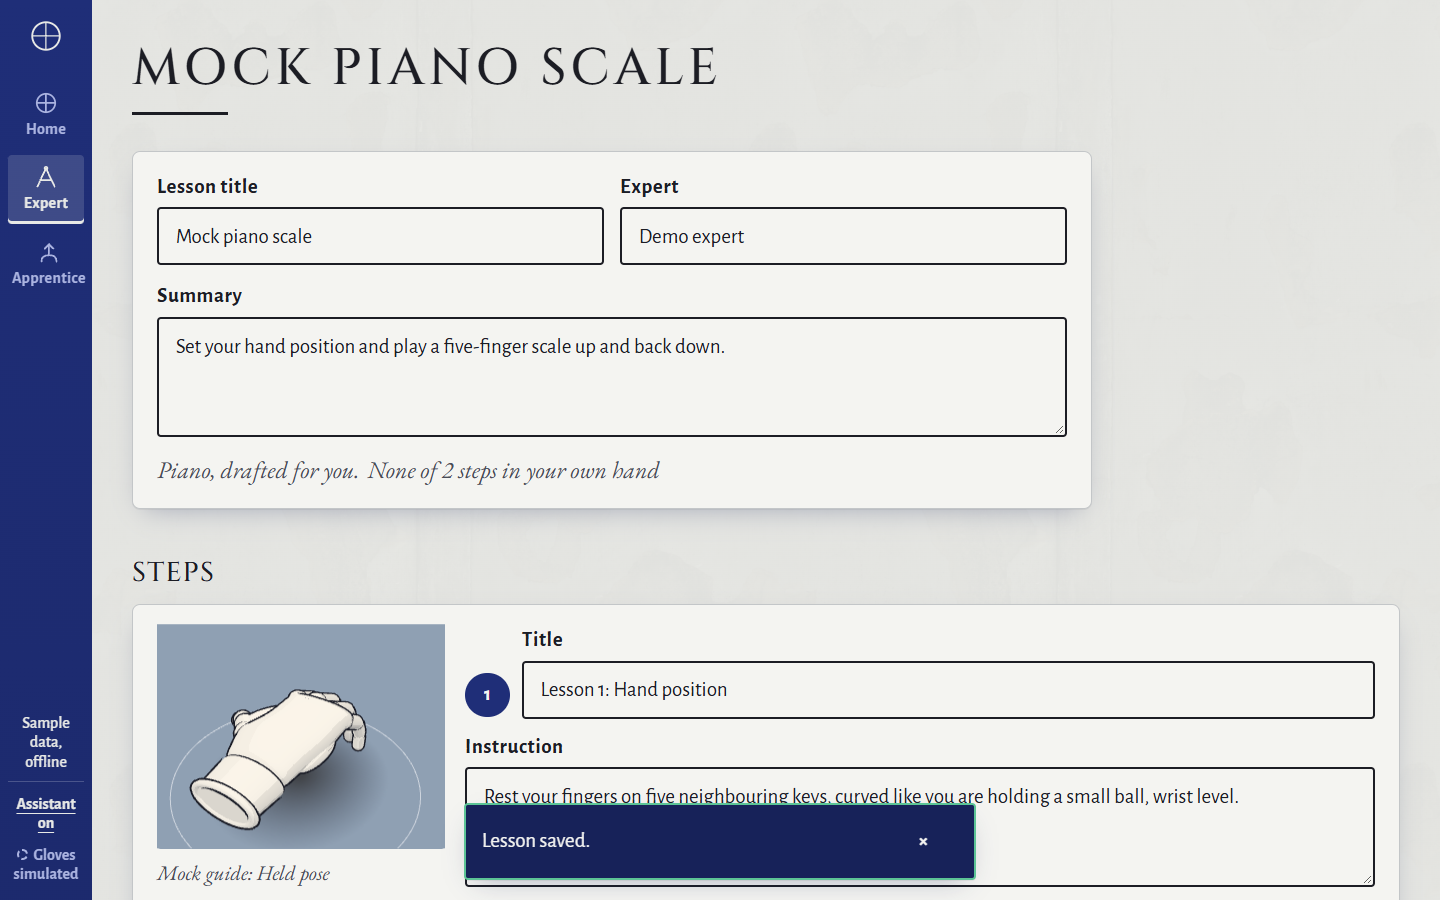 Home
Expert
Apprentice
Sample
data,
offline
Assistant
on
Gloves
simulated
MOCK PIANO SCALE
Lesson title
Mock piano scale
Expert
Demo expert
Summary
Set your hand position and play a five-finger scale up and back down.
Piano, drafted for you. None of 2 steps in your own hand
STEPS
Mock guide: Held pose
1
Title
Lesson 1: Hand position
Instruction
Rest your fingers on five neighbouring keys, curved like you are holding a small ball, wrist level.
Lesson saved.
×